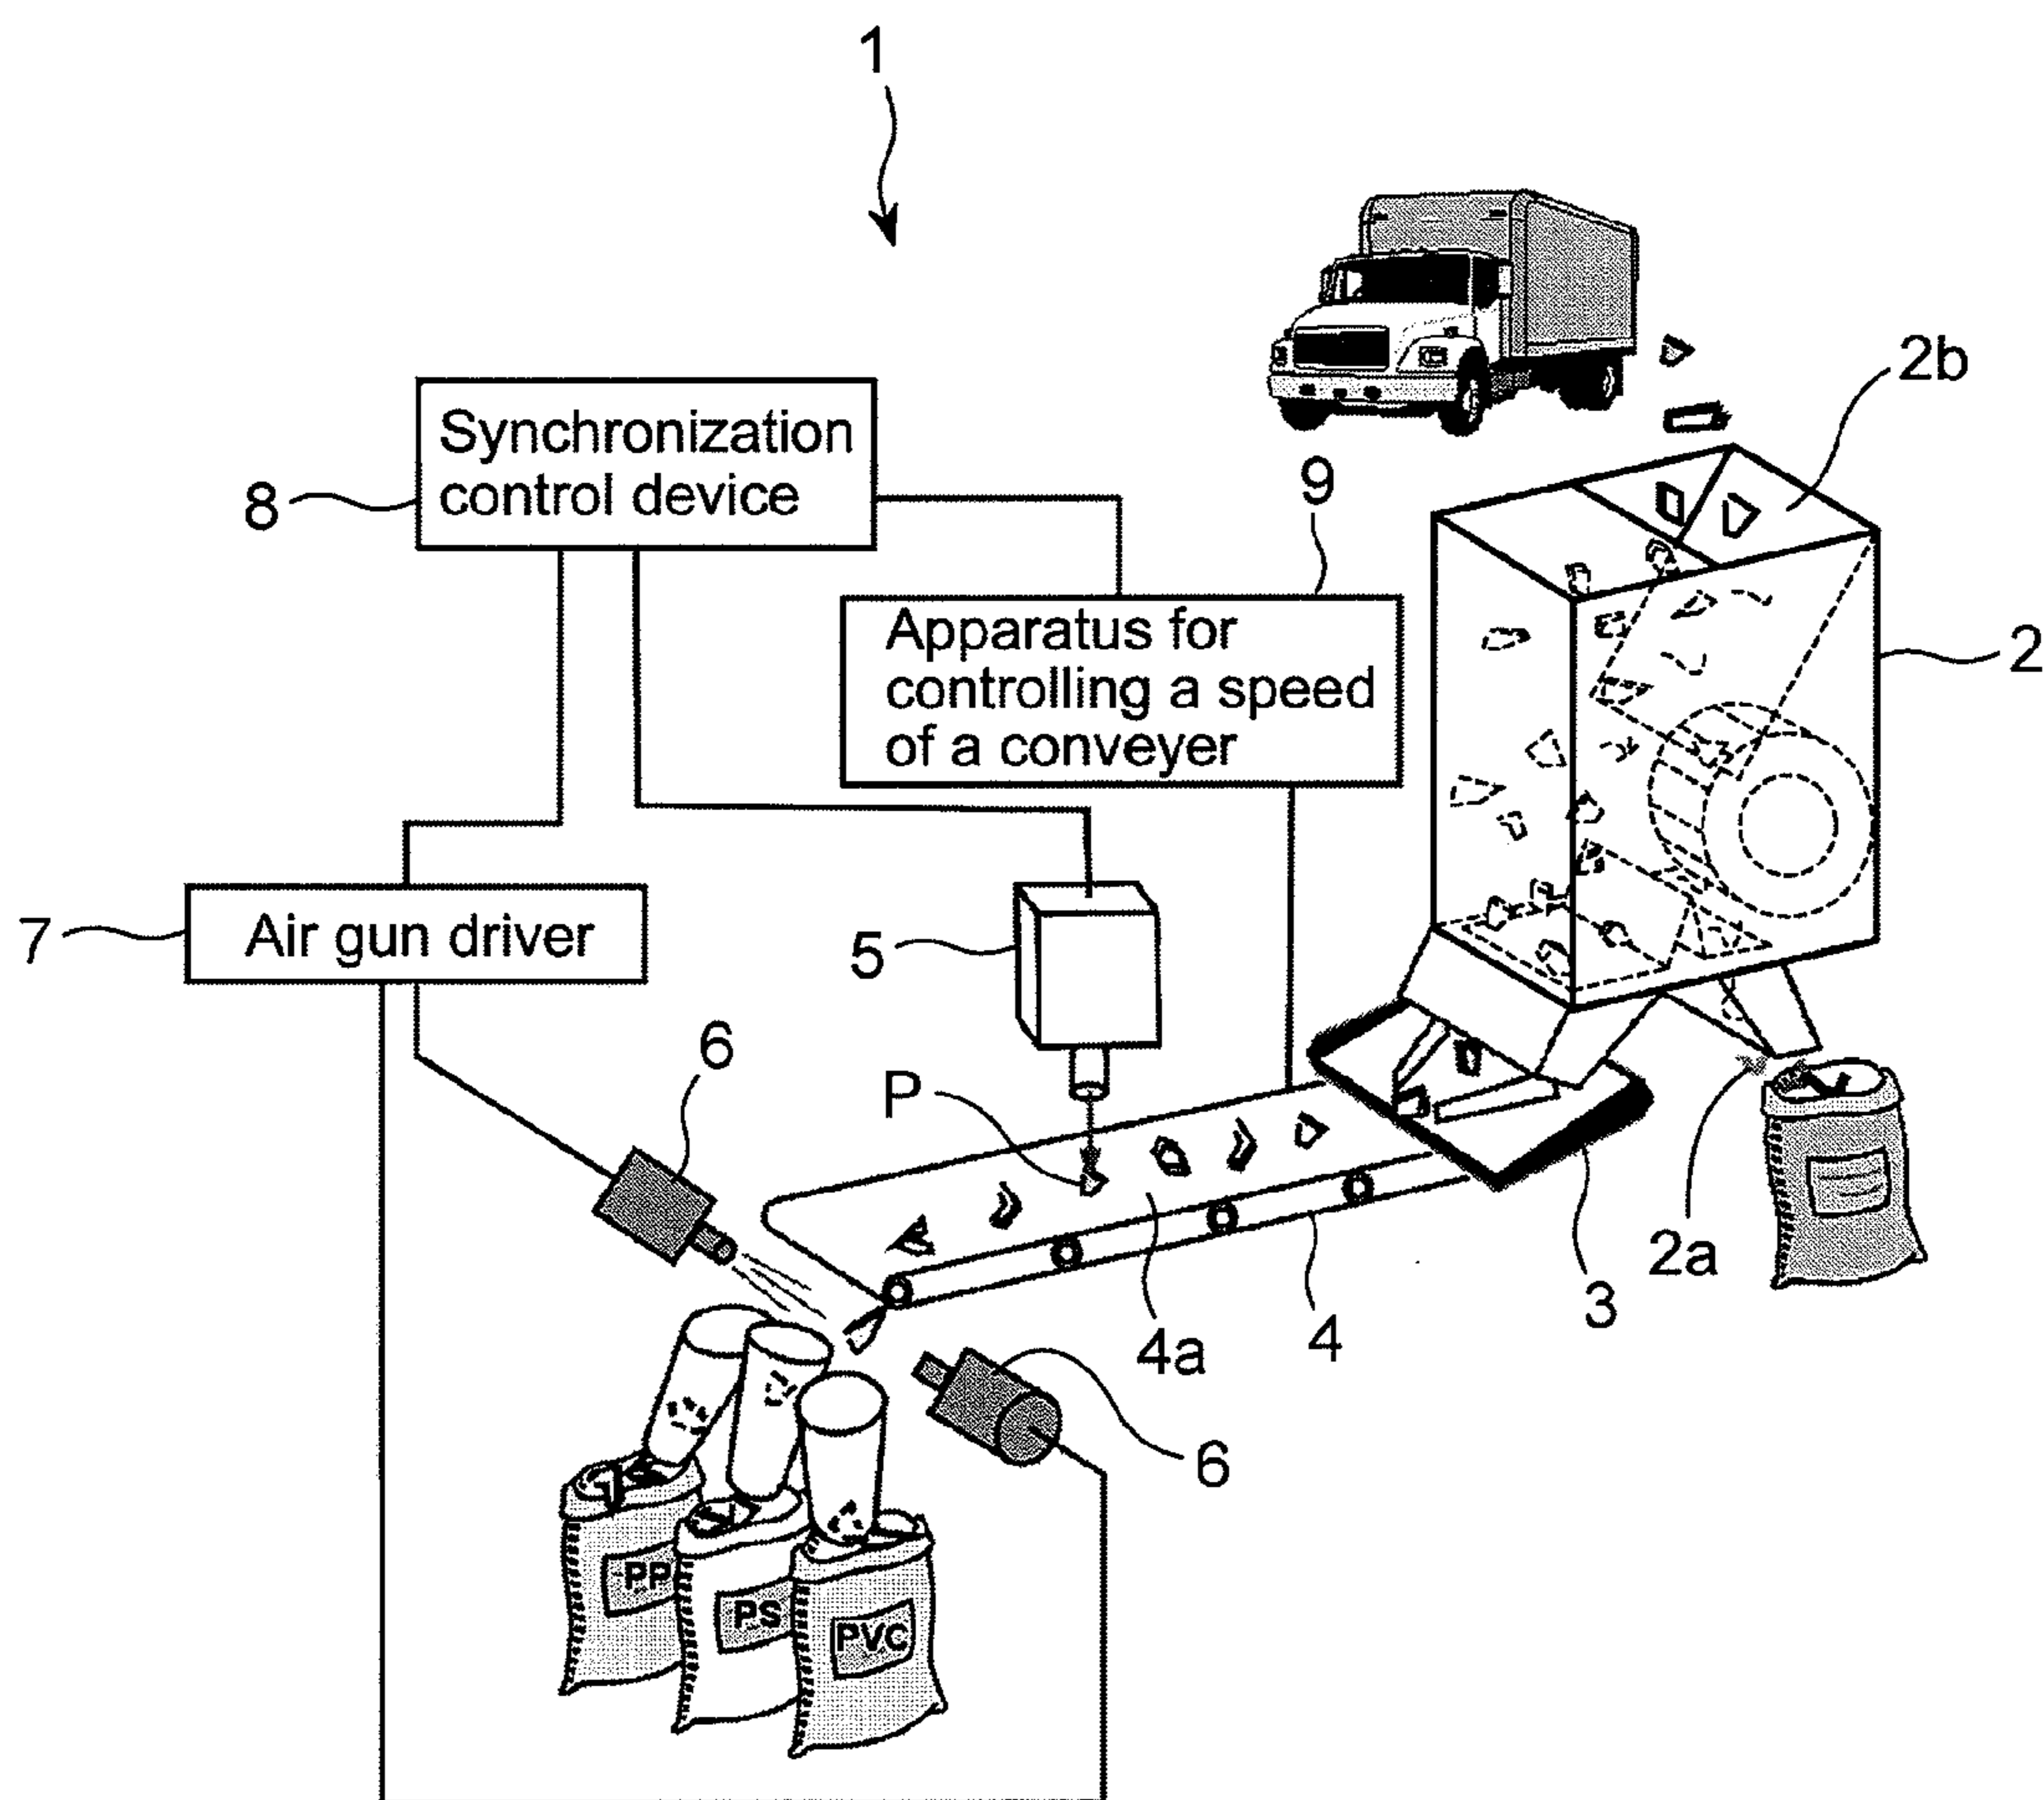 1
2b
Synchronization
control device
8
9
Apparatus for
controlling a speed
of a conveyer
2
7
Air gun driver
5
6
P
2a
3
4
4a
6
PP
PS
PVC